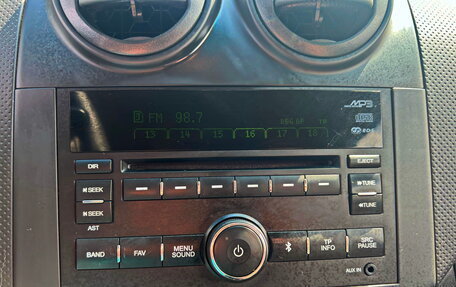 FM 98.7
13 14 15 16 17 18
MP3
RDS
DIR
EJECT
SEEK
TUNE
SEEK
TUNE
AST
BAND
FAV
MENU
SOUND
TP
INFO
SRC
PAUSE
AUX IN